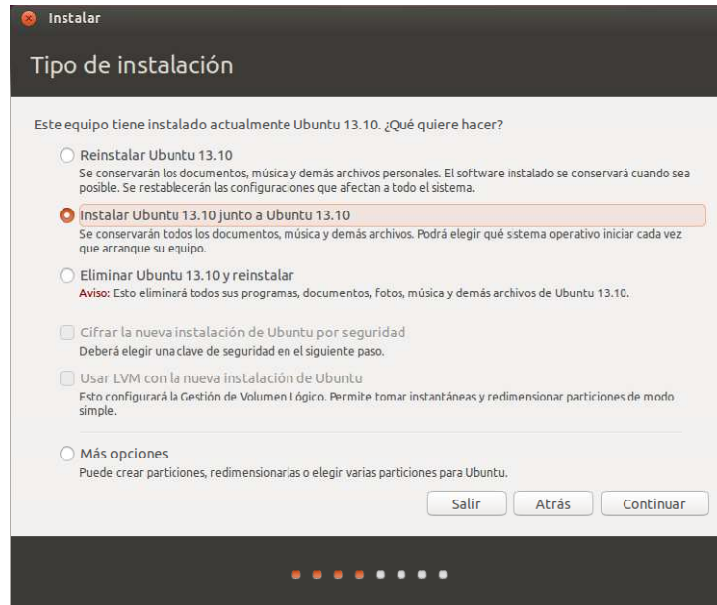 Instalar
Tipo de instalación
Este equipo tiene instalado actualmente Ubuntu 13.10. ¿Qué quiere hacer?
Reinstalar Ubuntu 13.10
Se conservarán los documentos, música y demás archivos personales. El software instalado se conservará cuando sea
posible. Se restablecerán las configuraciones que afectan a todo el sistema.
Instalar Ubuntu 13.10 junto a Ubuntu 13.10
Se conservarán todos los documentos, música y demás archivos. Podrá elegir qué sistema operativo iniciar cada vez
que arranque su equipo.
Eliminar Ubuntu 13.10 y reinstalar
Aviso: Esto eliminará todos sus programas, documentos, fotos, música y demás archivos de Ubuntu 13.10.
Cifrar la nueva instalación de Ubuntu por seguridad
Deberá elegir una clave de seguridad en el siguiente paso.
Usar LVM con la nueva instalación de Ubuntu
Esto configurará la Gestión de Volumen Lógico. Permite tomar instantáneas y redimensionar particiones de modo
simple.
Más opciones
Puede crear particiones, redimensionarlas o elegir varias particiones para Ubuntu.
Salir Atrás Continuar